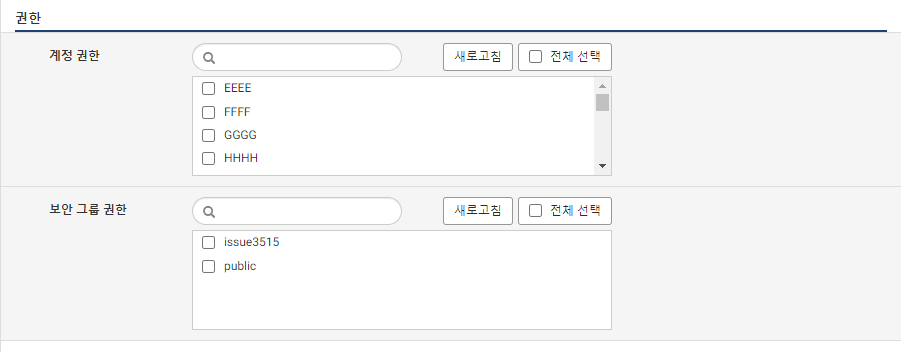 권한
계정 권한
새로고침
전체 선택
EEEE
FFFF
GGGG
HHHH
보안 그룹 권한
새로고침
전체 선택
issue3515
public